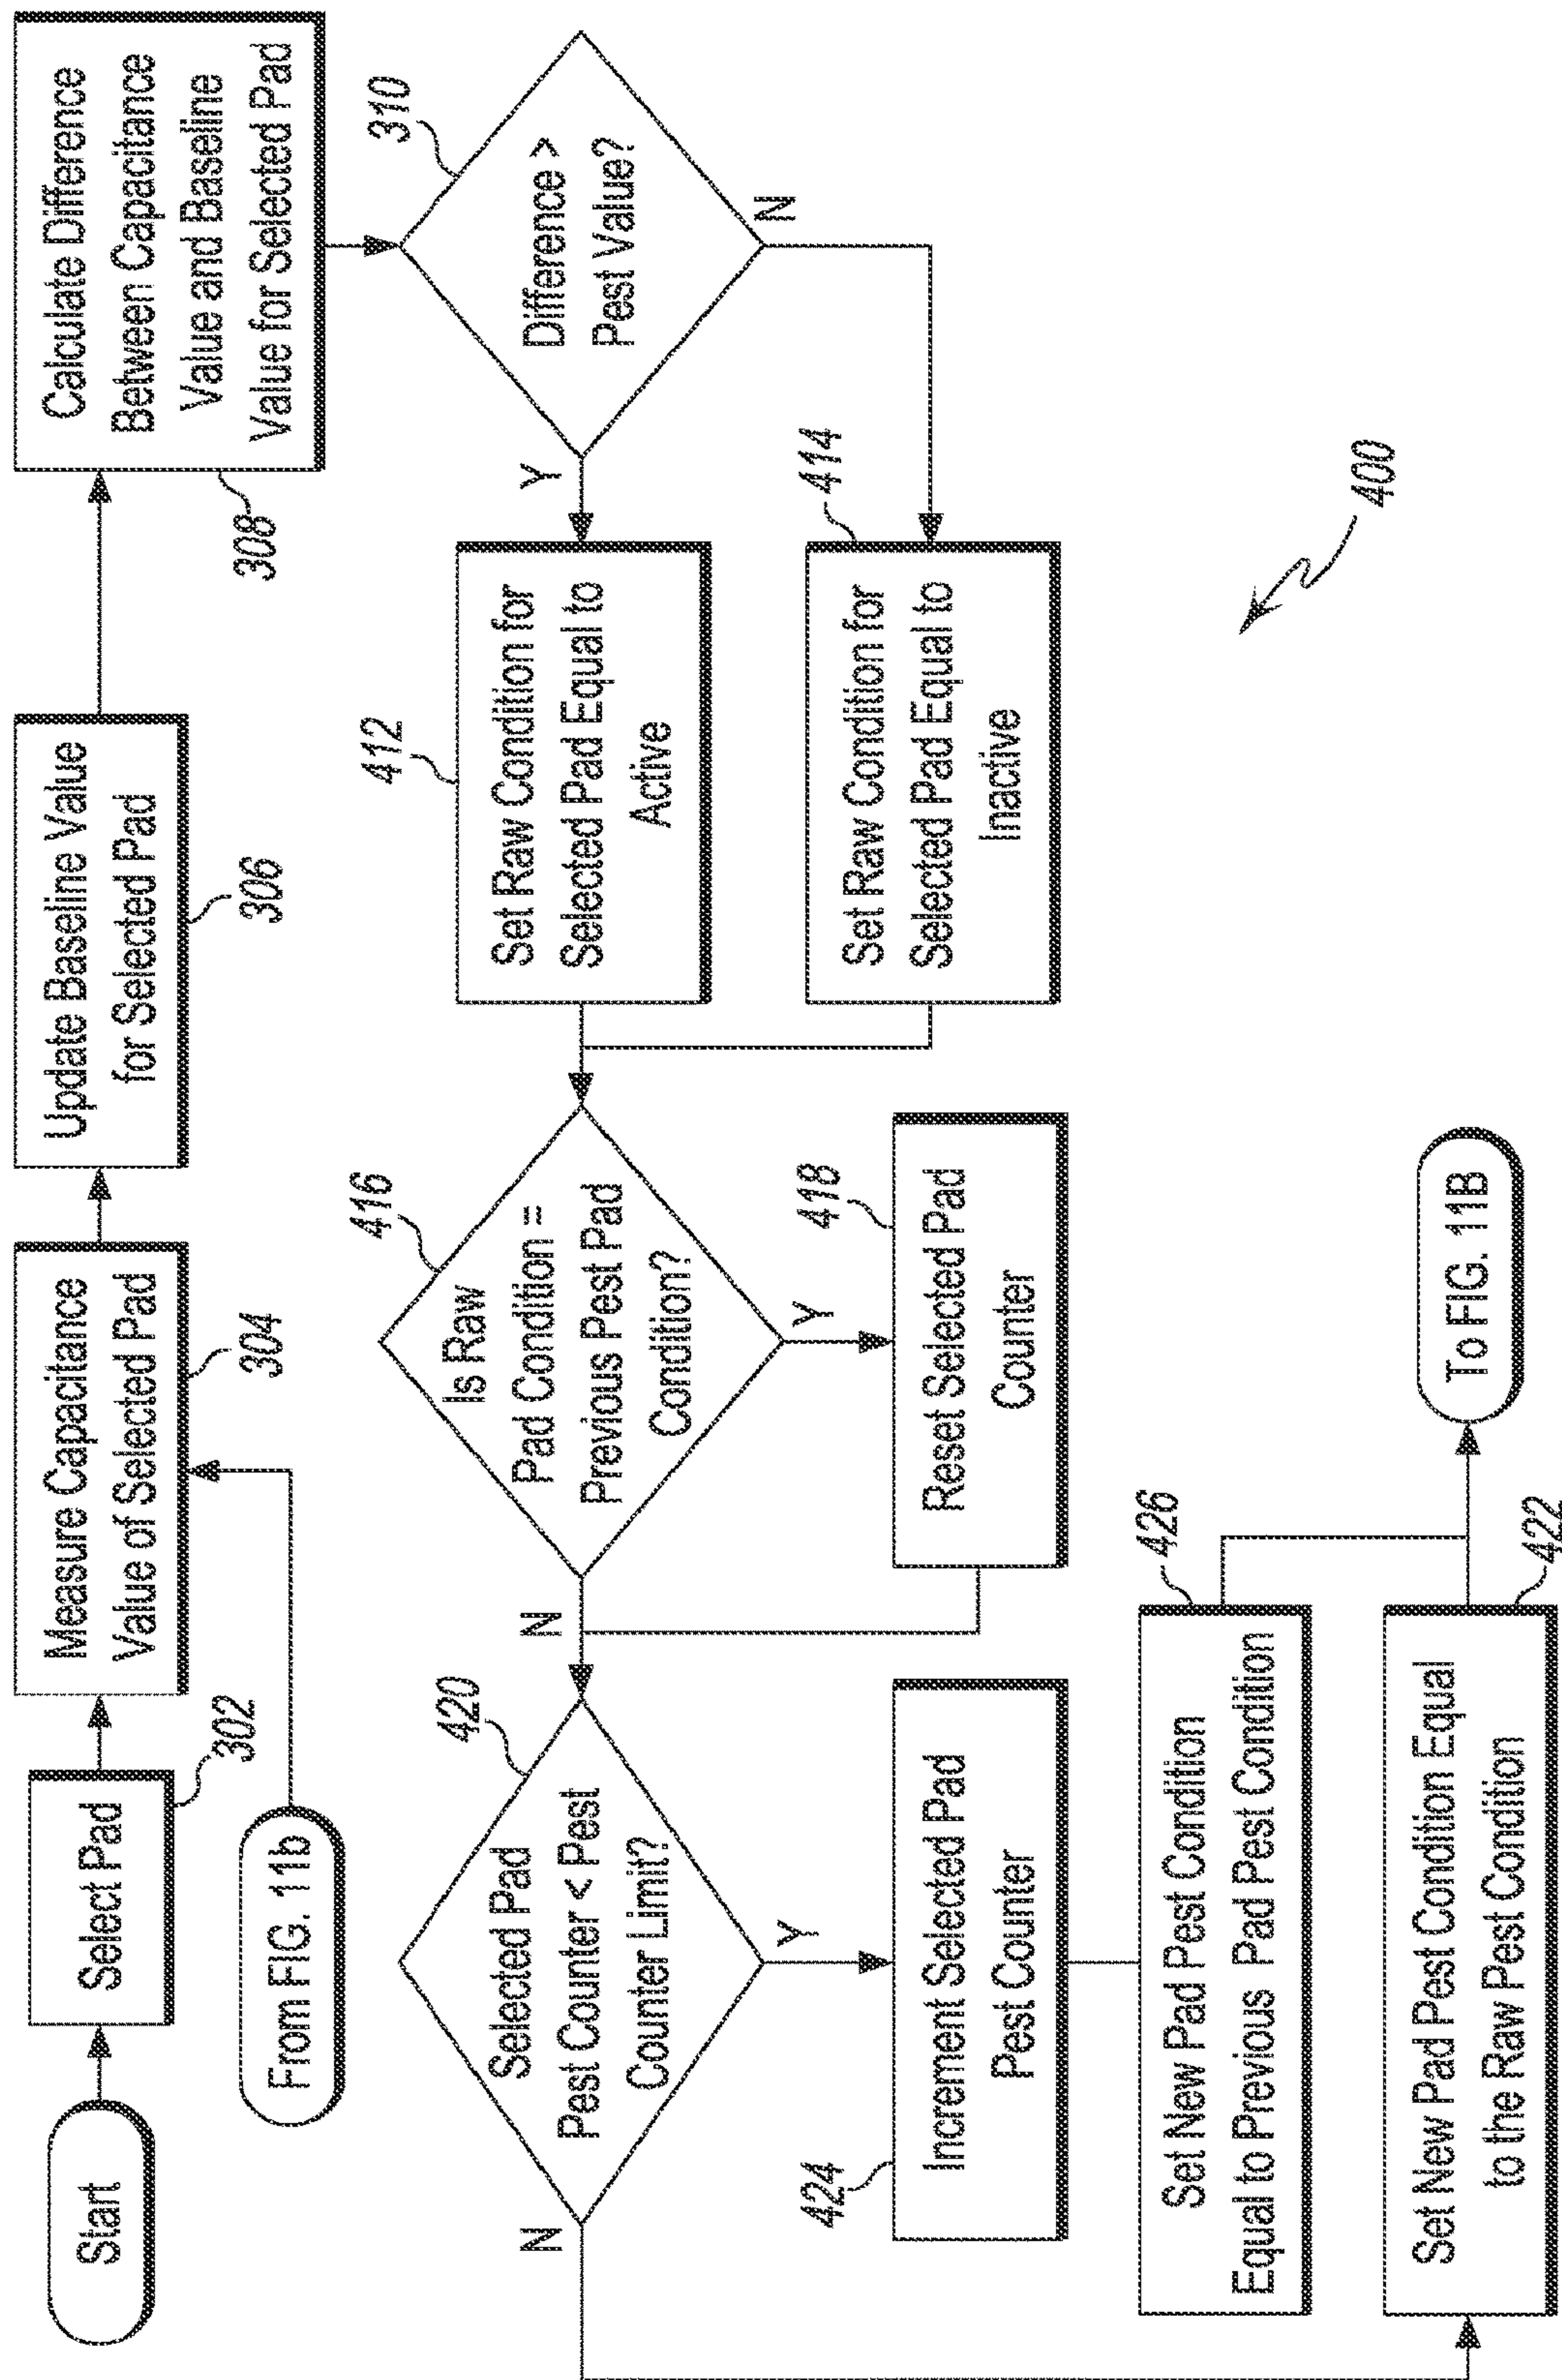 Start
Select Pad
302
From FIG. 11b
Measure Capacitance
Value of Selected Pad
304
Update Baseline Value
for Selected Pad
306
Calculate Difference
Between Capacitance
Value and Baseline
Value for Selected Pad
308
310
Difference >
Pest Value?
Y
N
412
Set Raw Condition for
Selected Pad Equal to
Active
414
Set Raw Condition for
Selected Pad Equal to
Inactive
416
Is Raw
Pad Condition =
Previous Pest Pad
Condition?
N
Y
418
Reset Selected Pad
Counter
420
Selected Pad
Pest Counter < Pest
Counter Limit?
N
Y
424
Increment Selected Pad
Pest Counter
426
Set New Pad Pest Condition
Equal to Previous Pad Pest Condition
Set New Pad Pest Condition Equal
to the Raw Pest Condition
422
To FIG. 11B
400